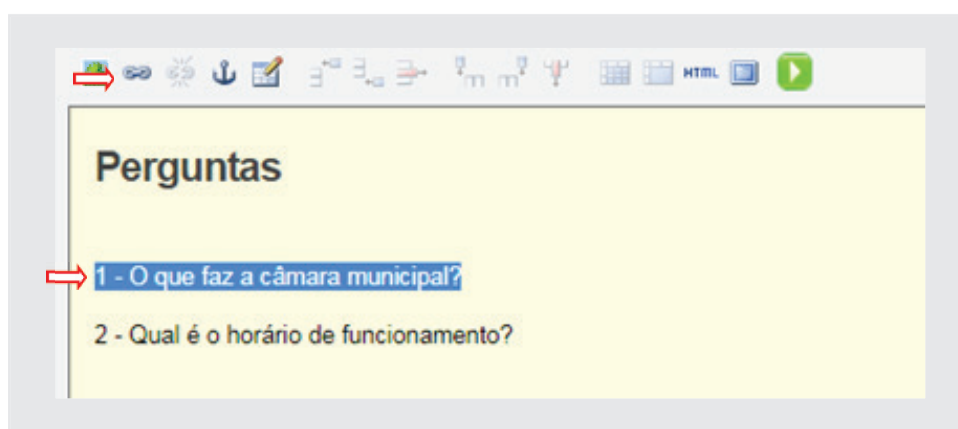 HTML
Perguntas
1 - O que faz a câmara municipal?
2 - Qual é o horário de funcionamento?